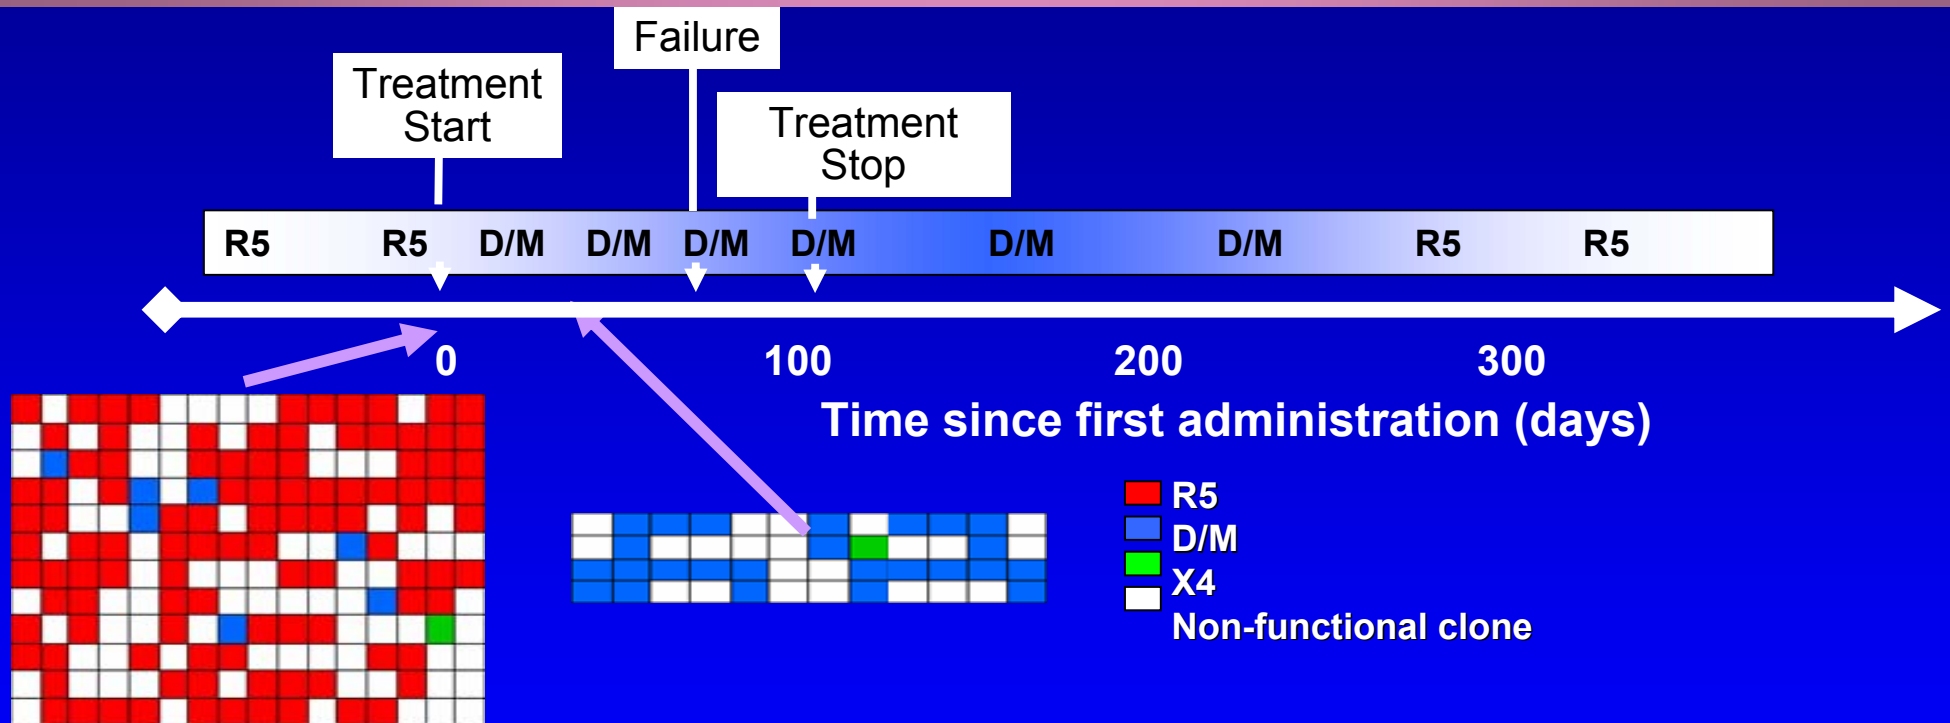 Failure
Treatment
Start
Treatment
Stop
R5 R5 D/M D/M D/M D/M D/M D/M R5 R5
0 100 200 300
Time since first administration (days)
R5
D/M
X4
Non-functional clone